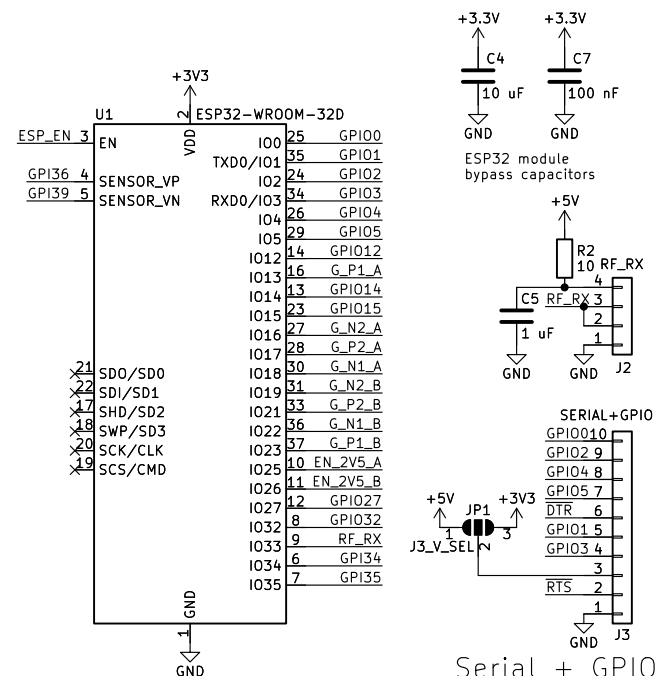 +3V3
U1
2
ESP32-WROOM-32D
VDD
ESP_EN 3 EN
GPI36 4 SENSOR_VP
GPI39 5 SENSOR_VN
IO0 25 GPIO0
TXD0/IO1 35 GPIO1
IO2 24 GPIO2
RXD0/IO3 34 GPIO3
IO4 26 GPIO4
IO5 29 GPIO5
IO12 14 GPIO12
IO13 16 G_P1_A
IO14 13 GPIO14
IO15 23 GPIO15
IO16 27 G_N2_A
IO17 28 G_P2_A
IO18 30 G_N1_A
IO19 31 G_N2_B
IO21 33 G_P2_B
IO22 36 G_N1_B
IO23 37 G_P1_B
IO25 10 EN_2V5_A
IO26 11 EN_2V5_B
IO27 12 GPIO27
IO32 8 GPIO32
IO33 9 RF_RX
IO34 6 GPI34
IO35 7 GPI35
21 SDO/SD0
22 SDI/SD1
17 SHD/SD2
18 SWP/SD3
20 SCK/CLK
19 SCS/CMD
GND
1
GND
+3.3V
C4
10 uF
GND
+3.3V
C7
100 nF
GND
ESP32 module
bypass capacitors
+5V
R2
10
RF_RX
C5
1 uF
GND
4
RF_RX 3
2
1
GND
J2
SERIAL+GPIO
GPIO0 10
GPIO2 9
GPIO4 8
GPIO5 7
DTR 6
GPIO1 5
GPIO3 4
3
RTS 2
1
GND
J3
+5V
JP1
+3V3
1
2
3
J3_V_SEL
Serial + GPIO